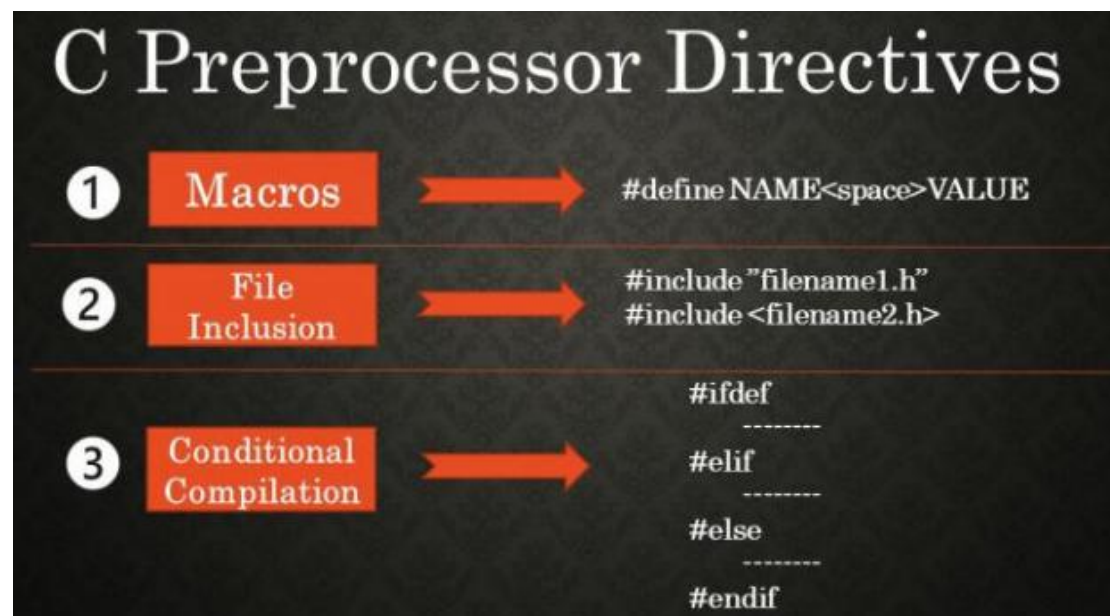 C Preprocessor Directives
1 Macros #define NAME<space>VALUE
2 File Inclusion
#include "filename1.h"
#include <filename2.h>
3 Conditional Compilation
#ifdef
--------
#elif
--------
#else
--------
#endif